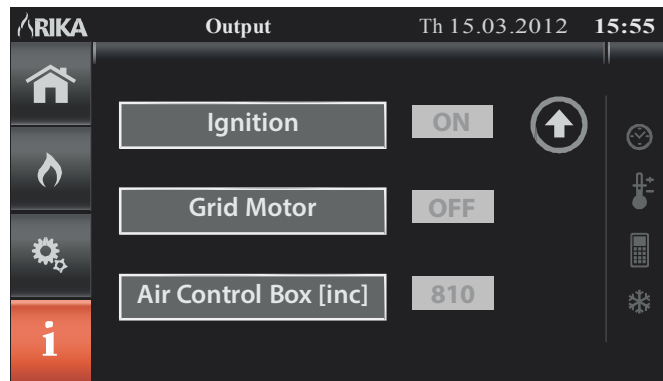 RIKA Output Th 15.03.2012 15:55
Ignition ON
Grid Motor OFF
Air Control Box [inc] 810
i